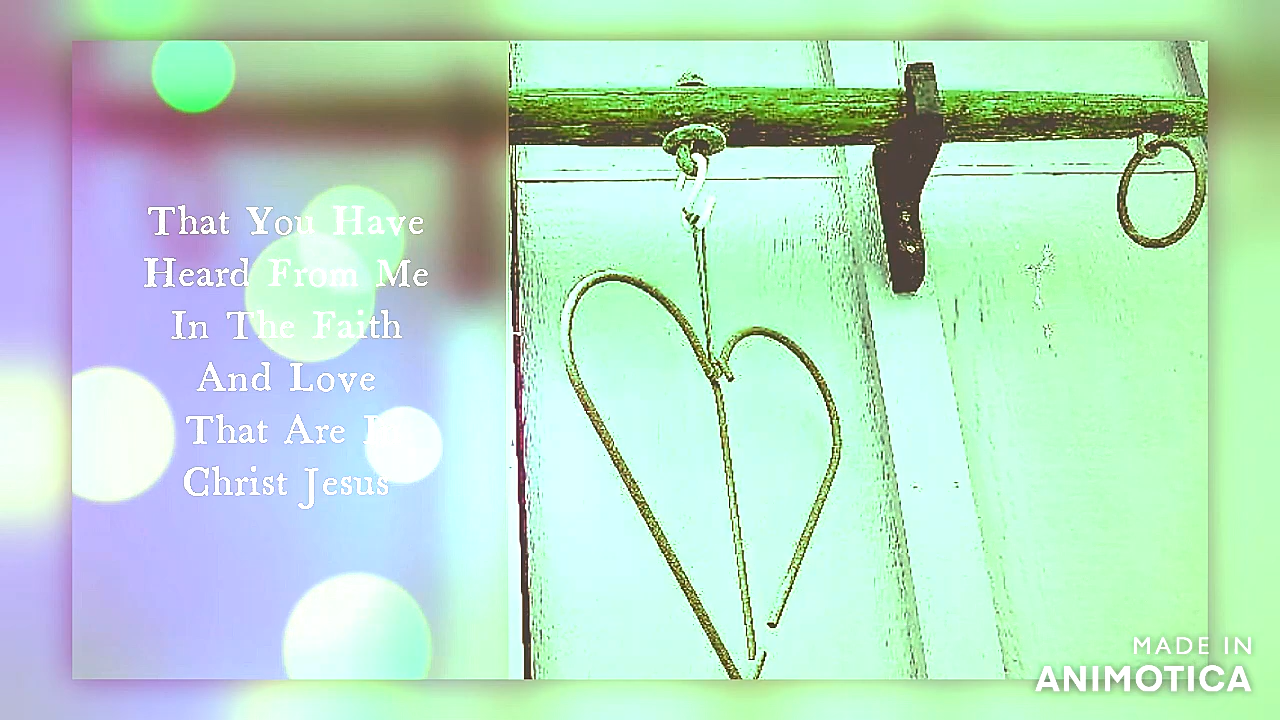 That You Have
Heard From Me
In The Faith
And Love
That Are
Christ Jesus
MADE IN
ANIMOTICA